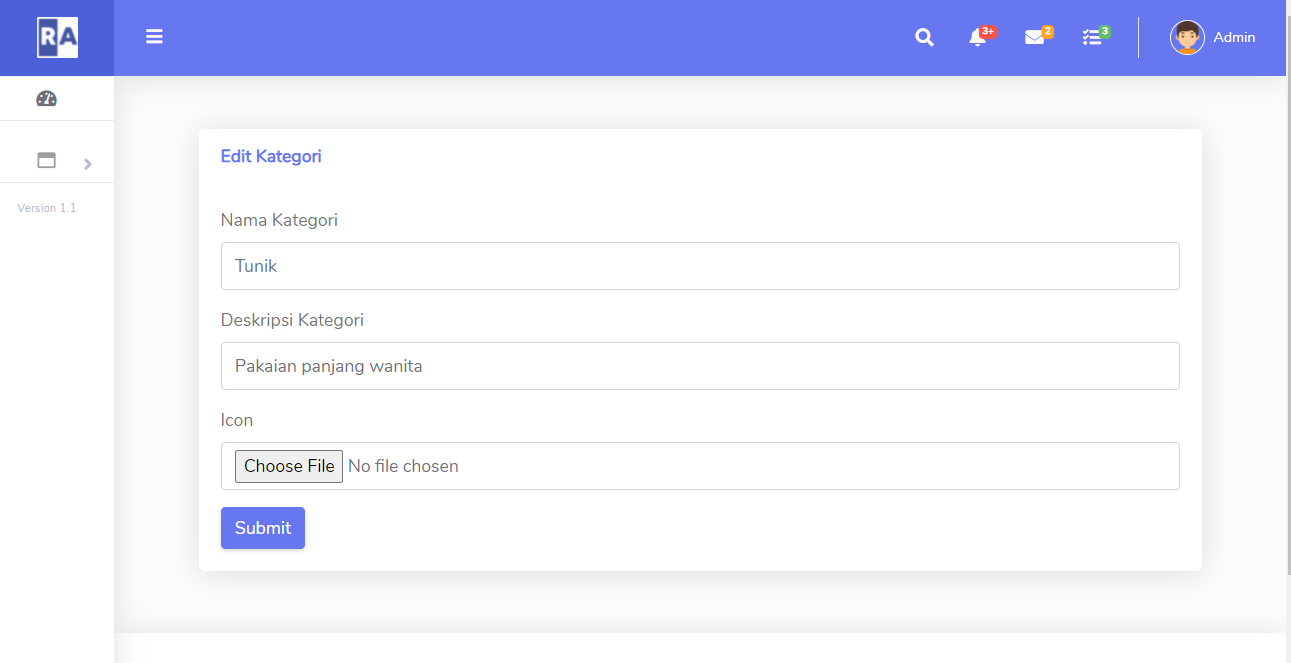 RA
3+
2
3
Admin
Version 1.1
Edit Kategori
Nama Kategori
Tunik
Deskripsi Kategori
Pakaian panjang wanita
Icon
Choose File No file chosen
Submit